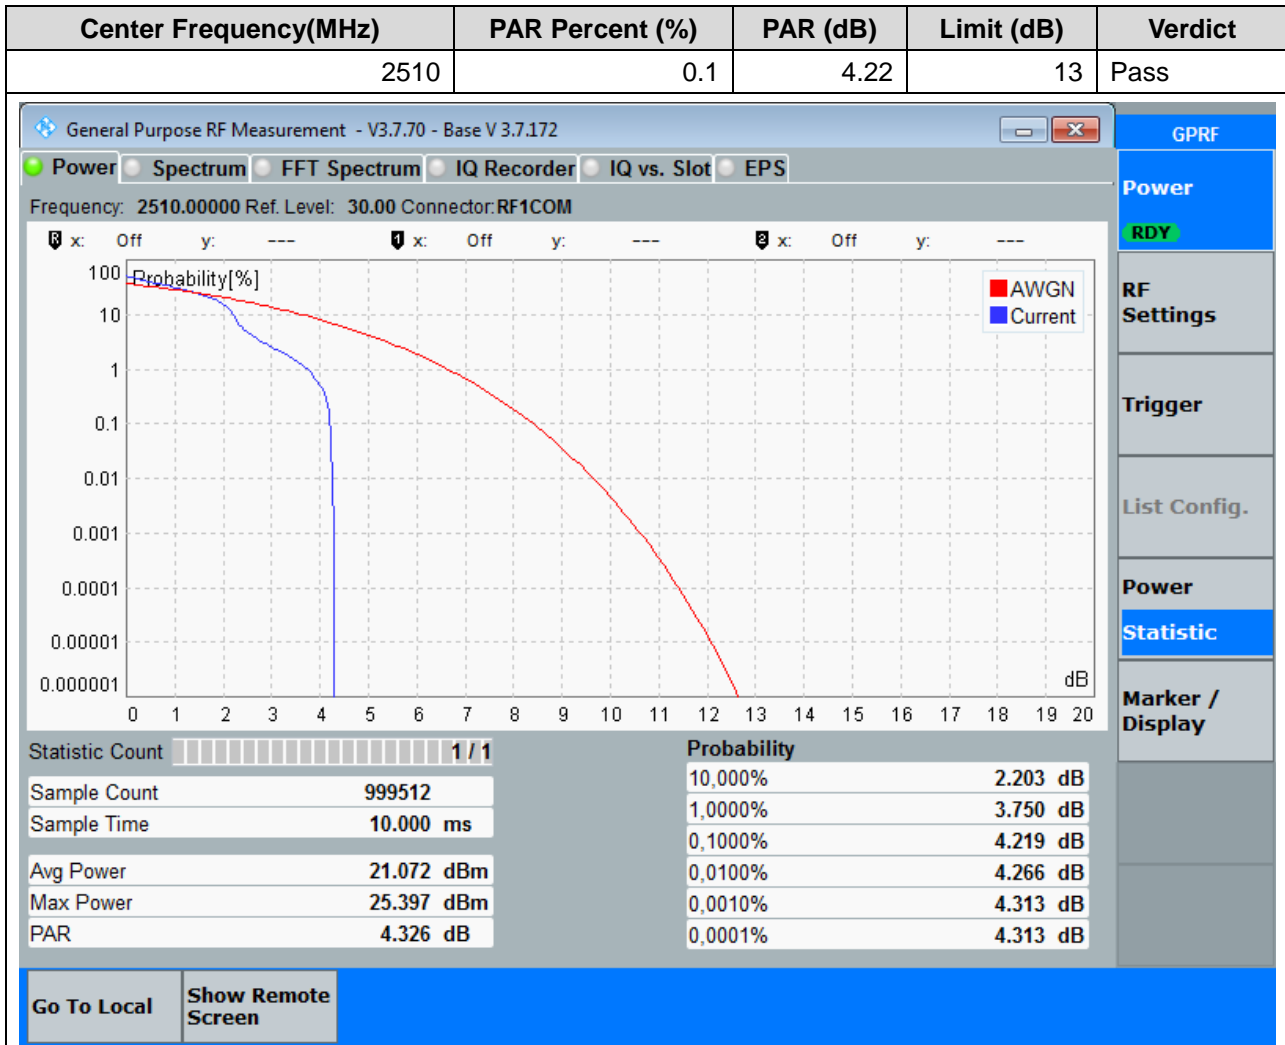 Center Frequency(MHz) PAR Percent (%) PAR (dB) Limit (dB) Verdict
2510 0.1 4.22 13 Pass
General Purpose RF Measurement - V3.7.70 - Base V 3.7.172
GPRF
Power Spectrum FFT Spectrum IQ Recorder IQ vs. Slot EPS
Frequency: 2510.00000 Ref. Level: 30.00 Connector:RF1COM
R x: Off y: --- 1 x: Off y: --- 2 x: Off y: ---
Probability[%]
AWGN
Current
100
10
1
0.1
0.01
0.001
0.0001
0.00001
0.000001
dB
0 1 2 3 4 5 6 7 8 9 10 11 12 13 14 15 16 17 18 19 20
Statistic Count 1 / 1
Sample Count 999512
Sample Time 10.000 ms
Avg Power 21.072 dBm
Max Power 25.397 dBm
PAR 4.326 dB
Probability
10,000% 2.203 dB
1,0000% 3.750 dB
0,1000% 4.219 dB
0,0100% 4.266 dB
0,0010% 4.313 dB
0,0001% 4.313 dB
Power
RDY
RF
Settings
Trigger
List Config.
Power
Statistic
Marker /
Display
Go To Local
Show Remote
Screen